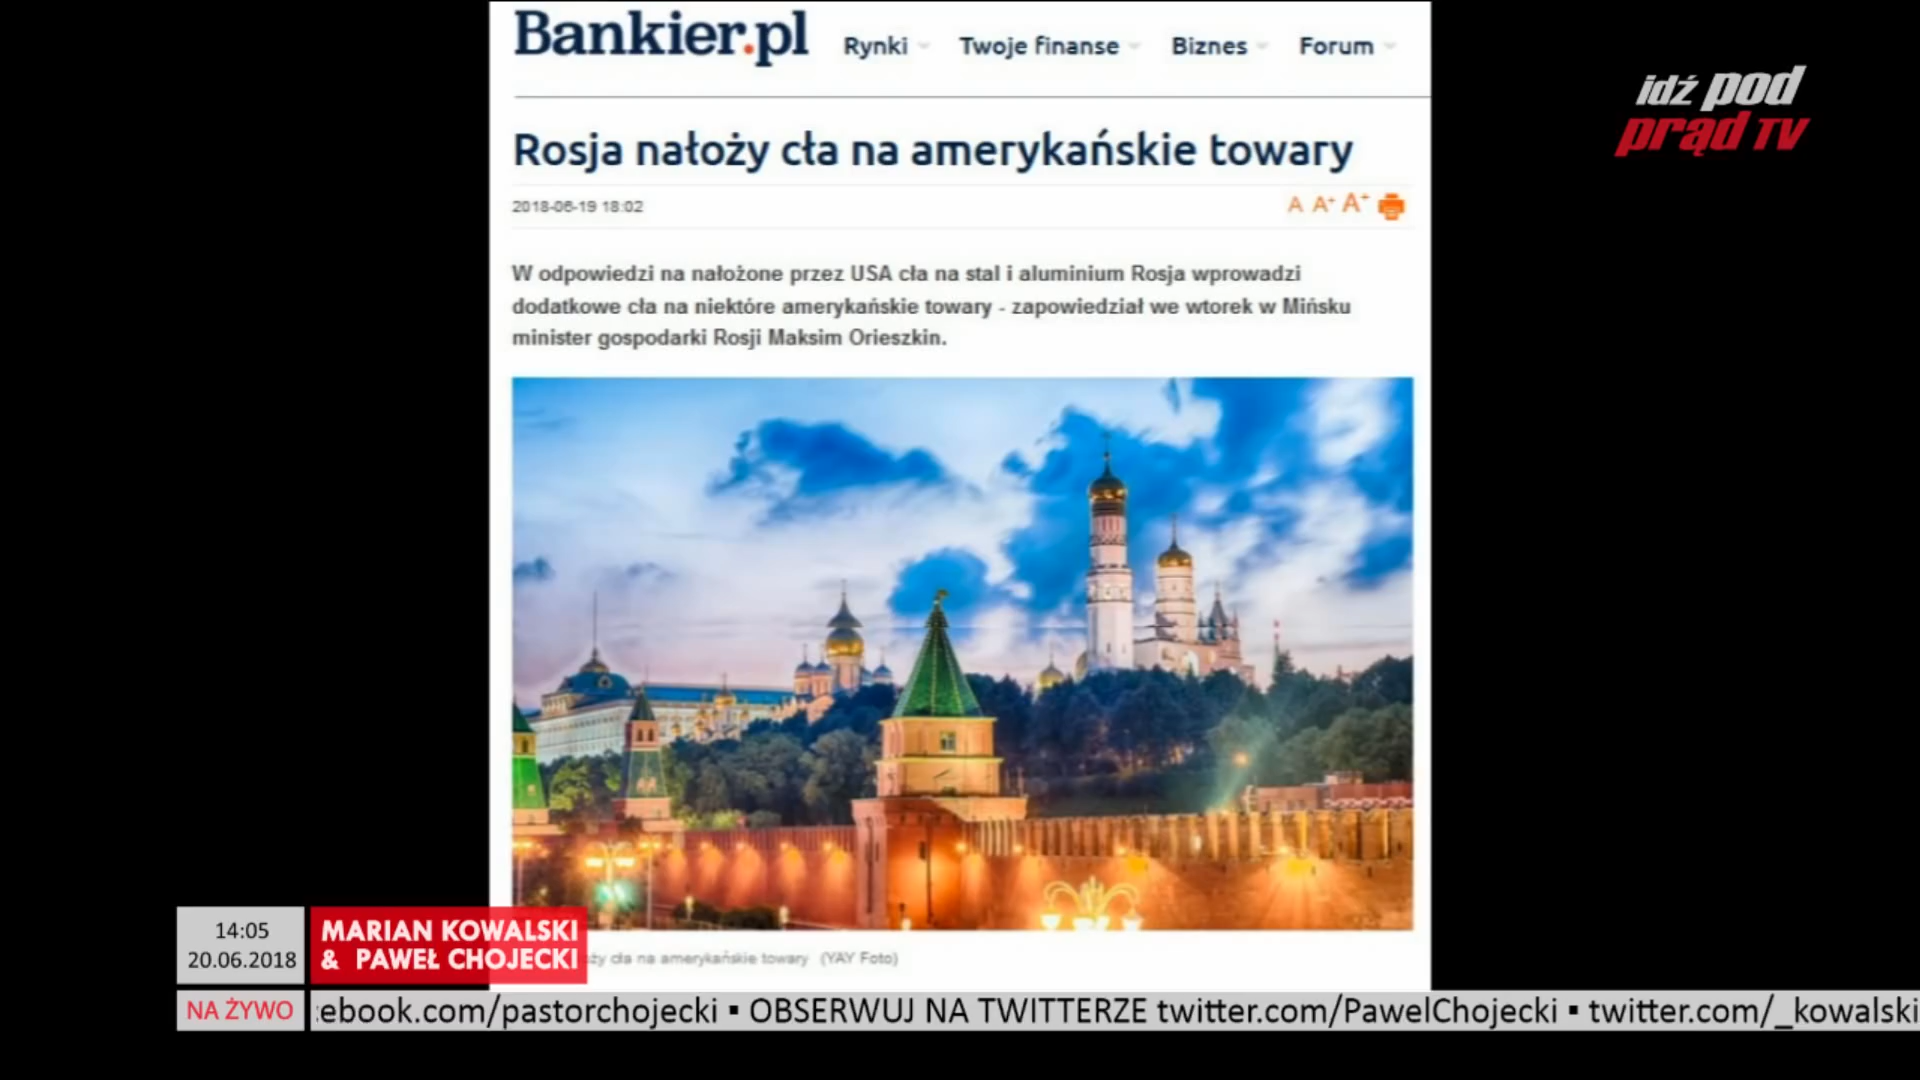 Bankier.pl Rynki Twoje finanse Biznes Forum
idź pod
prąd TV
Rosja nałoży cła na amerykańskie towary
2018-06-19 18:02
A A+ A+
W odpowiedzi na nałożone przez USA cła na stal i aluminium Rosja wprowadzi
dodatkowe cła na niektóre amerykańskie towary - zapowiedział we wtorek w Mińsku
minister gospodarki Rosji Maksim Orieszkin.
14:05
20.06.2018
MARIAN KOWALSKI
& PAWEŁ CHOJECKI
cła na amerykańskie towary (YAY Foto)
NA ŻYWO
ebook.com/pastorchojecki ▪ OBSERWUJ NA TWITTERZE twitter.com/PawelChojecki ▪ twitter.com/_kowalski